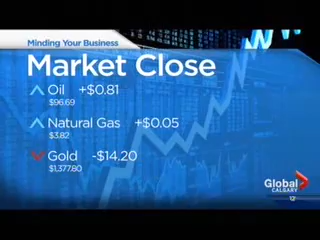 Minding Your Business
Market Close
Oil +$0.81
$96.69
Natural Gas +$0.05
$3.82
Gold -$14.20
$1,377.80
Global
CALGARY
12°